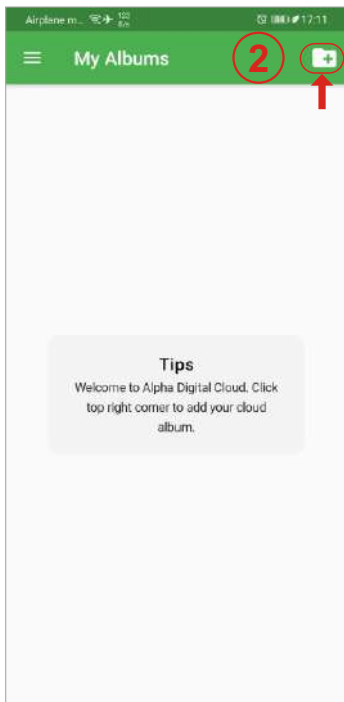 Airplane m... 17:11
My Albums
2
Tips
Welcome to Alpha Digital Cloud. Click
top right corner to add your cloud
album.